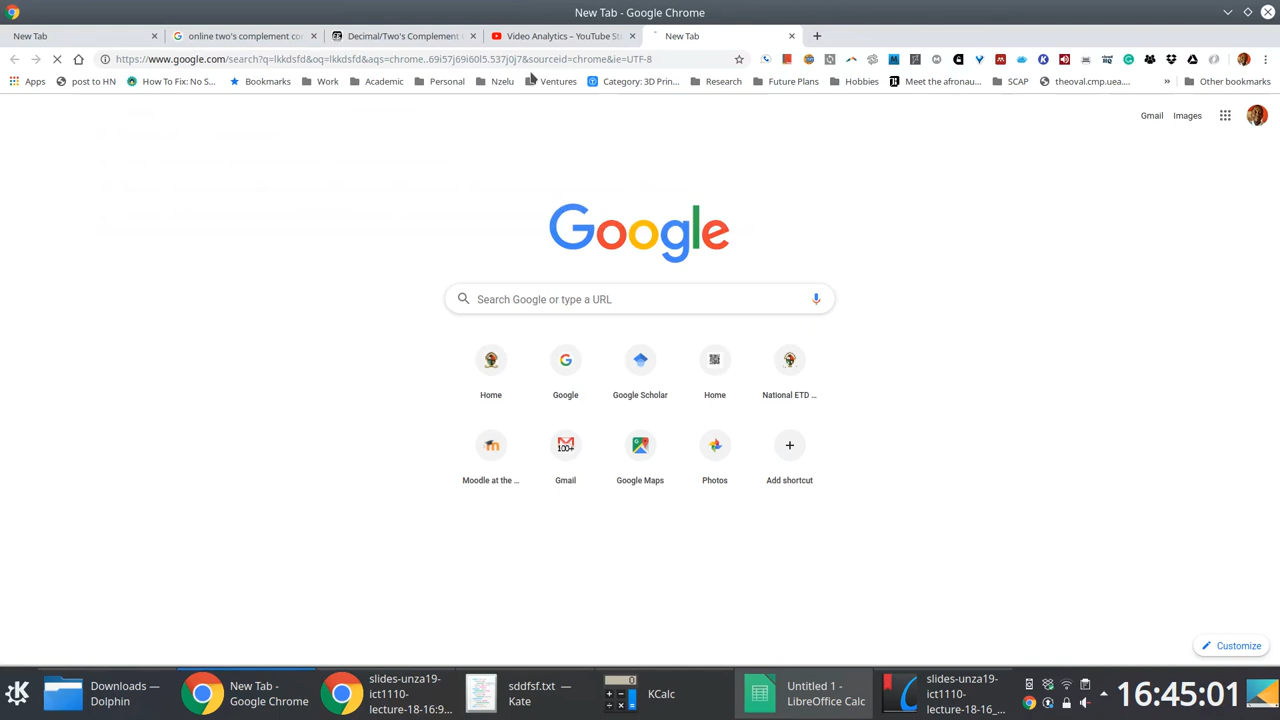 New Tab - Google Chrome
New Tab
online two's complement co
Decimal/Two's Complement
Video Analytics – YouTube St
New Tab
https://www.google.com/search?q=lkkdsfd&oq=lkkdsfd&aqs=chrome..69i57j69i60l5.537j0j7&sourceid=chrome&ie=UTF-8
Apps
post to HN
How To Fix: No S...
Bookmarks
Work
Academic
Personal
Nzelu
Ventures
Category: 3D Prin...
Research
Future Plans
Hobbies
Meet the afronau...
SCAP
theoval.cmp.uea....
»
Other bookmarks
Gmail
Images
Google
Search Google or type a URL
Home
Google
Google Scholar
Home
National ETD ...
Moodle at the ...
Gmail
Google Maps
Photos
Add shortcut
100+
Customize
Downloads —
Dolphin
New Tab -
Google Chrome
slides-unza19-
ict1110-
lecture-18-16:9...
sddfsf.txt —
Kate
KCalc
Untitled 1 -
LibreOffice Calc
slides-unza19-
ict1110-
lecture-18-16_...
16:45:01